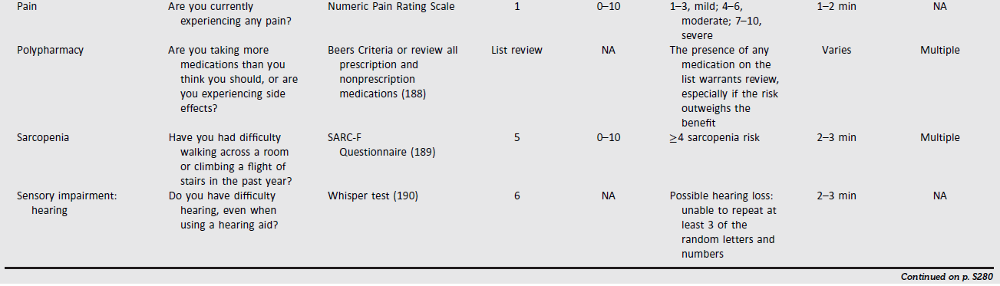 Pain Are you currently experiencing any pain? Numeric Pain Rating Scale 1 0–10 1–3, mild; 4–6, moderate; 7–10, severe 1–2 min NA
Polypharmacy Are you taking more medications than you think you should, or are you experiencing side effects? Beers Criteria or review all prescription and nonprescription medications (188) List review NA The presence of any medication on the list warrants review, especially if the risk outweighs the benefit Varies Multiple
Sarcopenia Have you had difficulty walking across a room or climbing a flight of stairs in the past year? SARC-F Questionnaire (189) 5 0–10 ≥4 sarcopenia risk 2–3 min Multiple
Sensory impairment: hearing Do you have difficulty hearing, even when using a hearing aid? Whisper test (190) 6 NA Possible hearing loss: unable to repeat at least 3 of the random letters and numbers 2–3 min NA
Continued on p. S280